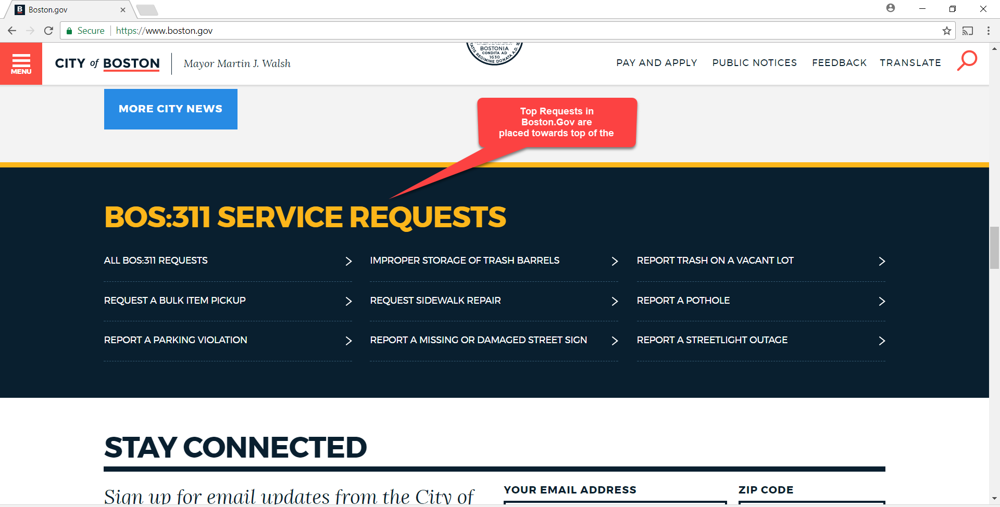 Boston.gov
Secure https://www.boston.gov
MENU
CITY of BOSTON
Mayor Martin J. Walsh
BOSTONIA
CONDITA AD
1630
PAY AND APPLY
PUBLIC NOTICES
FEEDBACK
TRANSLATE
MORE CITY NEWS
Top Requests in
Boston.Gov are
placed towards top of the
BOS:311 SERVICE REQUESTS
ALL BOS:311 REQUESTS
IMPROPER STORAGE OF TRASH BARRELS
REPORT TRASH ON A VACANT LOT
REQUEST A BULK ITEM PICKUP
REQUEST SIDEWALK REPAIR
REPORT A POTHOLE
REPORT A PARKING VIOLATION
REPORT A MISSING OR DAMAGED STREET SIGN
REPORT A STREETLIGHT OUTAGE
STAY CONNECTED
Sign up for email updates from the City of
YOUR EMAIL ADDRESS
ZIP CODE